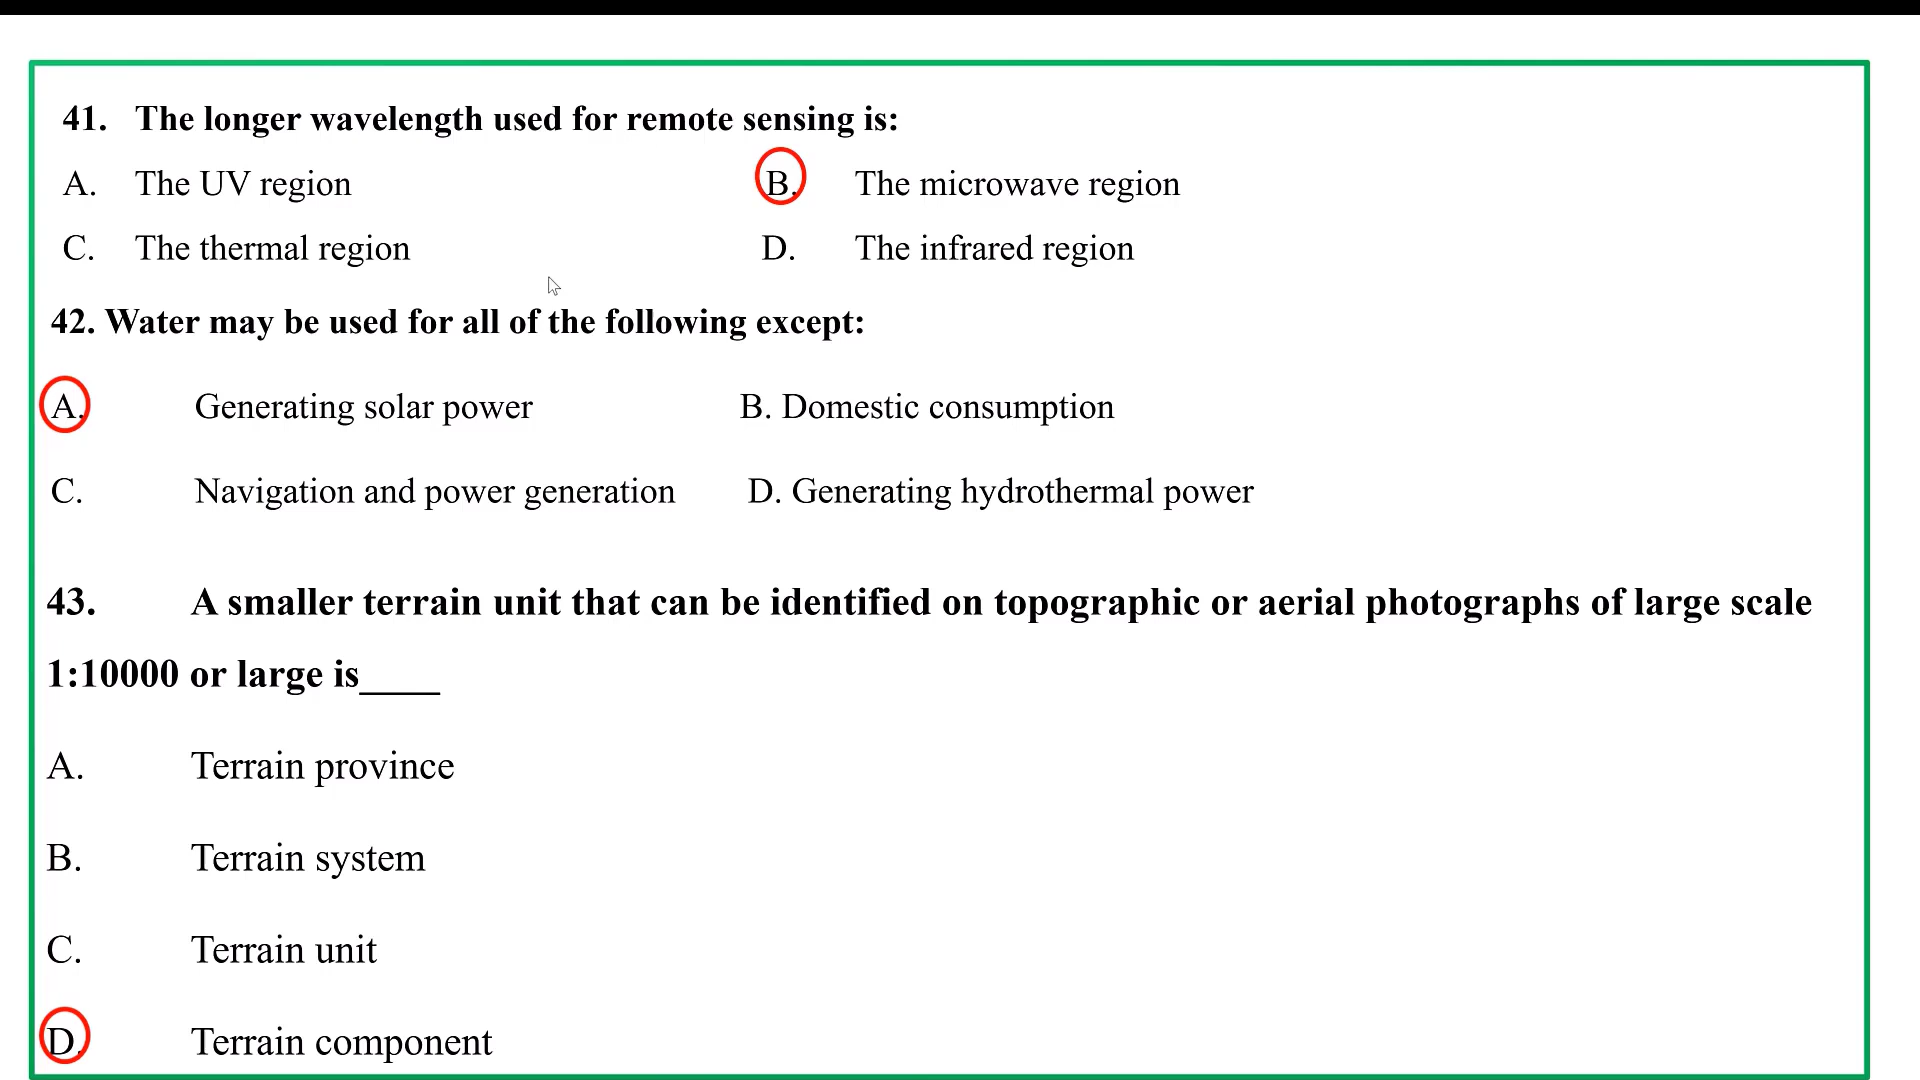 41. The longer wavelength used for remote sensing is:
A. The UV region B. The microwave region
C. The thermal region D. The infrared region
42. Water may be used for all of the following except:
A. Generating solar power B. Domestic consumption
C. Navigation and power generation D. Generating hydrothermal power
43. A smaller terrain unit that can be identified on topographic or aerial photographs of large scale
1:10000 or large is____
A. Terrain province
B. Terrain system
C. Terrain unit
D. Terrain component